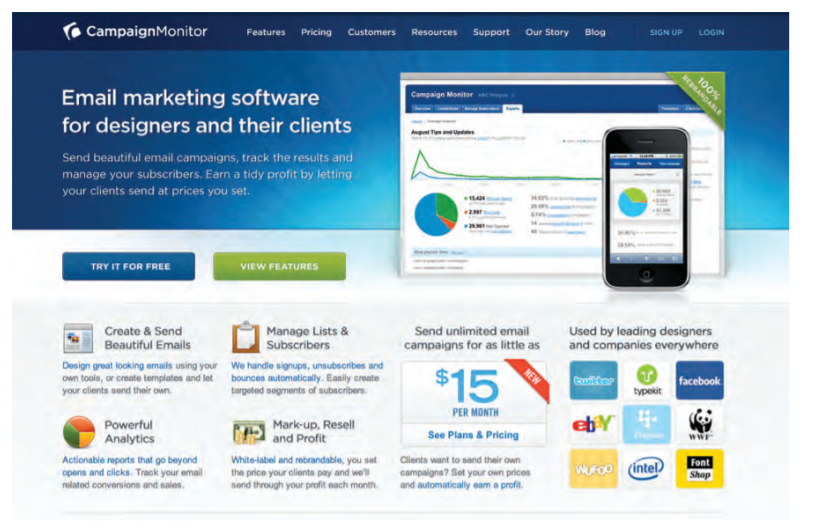 CampaignMonitor
Features Pricing Customers Resources Support Our Story Blog SIGN UP LOGIN
Email marketing software
for designers and their clients
Send beautiful email campaigns, track the results and
manage your subscribers. Earn a tidy profit by letting
your clients send at prices you set.
TRY IT FOR FREE
VIEW FEATURES
100%
REBRANDABLE
Campaign Monitor
Reports
August Tips and Updates
15,424
2,997
29,961 Not Opened
Create & Send
Beautiful Emails
Design great looking emails using your
own tools, or create templates and let
your clients send their own.
Manage Lists &
Subscribers
We handle signups, unsubscribes and
bounces automatically. Easily create
targeted segments of subscribers.
Powerful
Analytics
Actionable reports that go beyond
opens and clicks. Track your email
related conversions and sales.
Mark-up, Resell
and Profit
White-label and rebrandable, you set
the price your clients pay and we'll
send through your profit each month.
Send unlimited email
campaigns for as little as
NEW
$15
PER MONTH
See Plans & Pricing
Clients want to send their own
campaigns? Set your own prices
and automatically earn a profit.
Used by leading designers
and companies everywhere
twitter
typekit
facebook
ebay
WWF
WUFOO
intel
Font
Shop